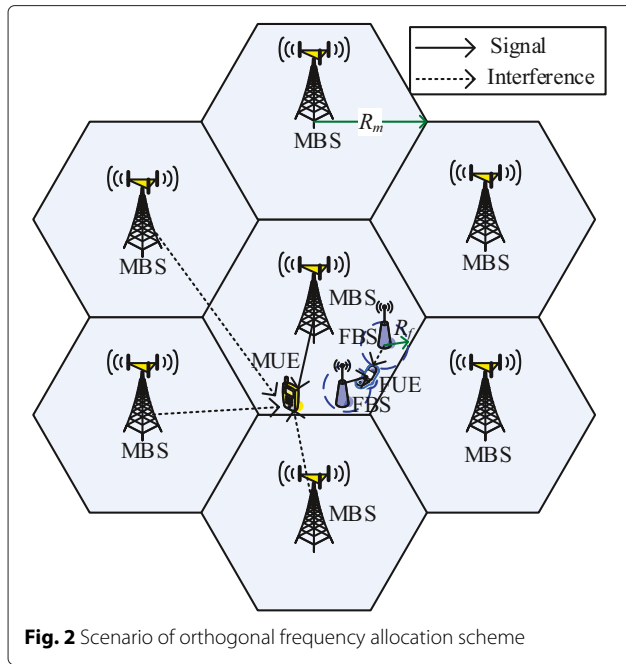 Signal
Interference
R_m
MBS
MBS
MBS
MBS
FBS
R_f
MUE
FUE
FBS
MBS
MBS
MBS
Fig. 2 Scenario of orthogonal frequency allocation scheme